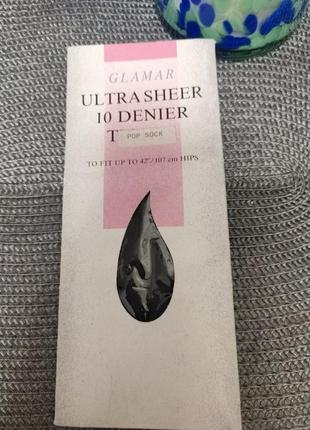 GLAMAR
ULTRA SHEER
10 DENIER
T
POP SOCK
TO FIT UP TO 42"/107 cm HIPS